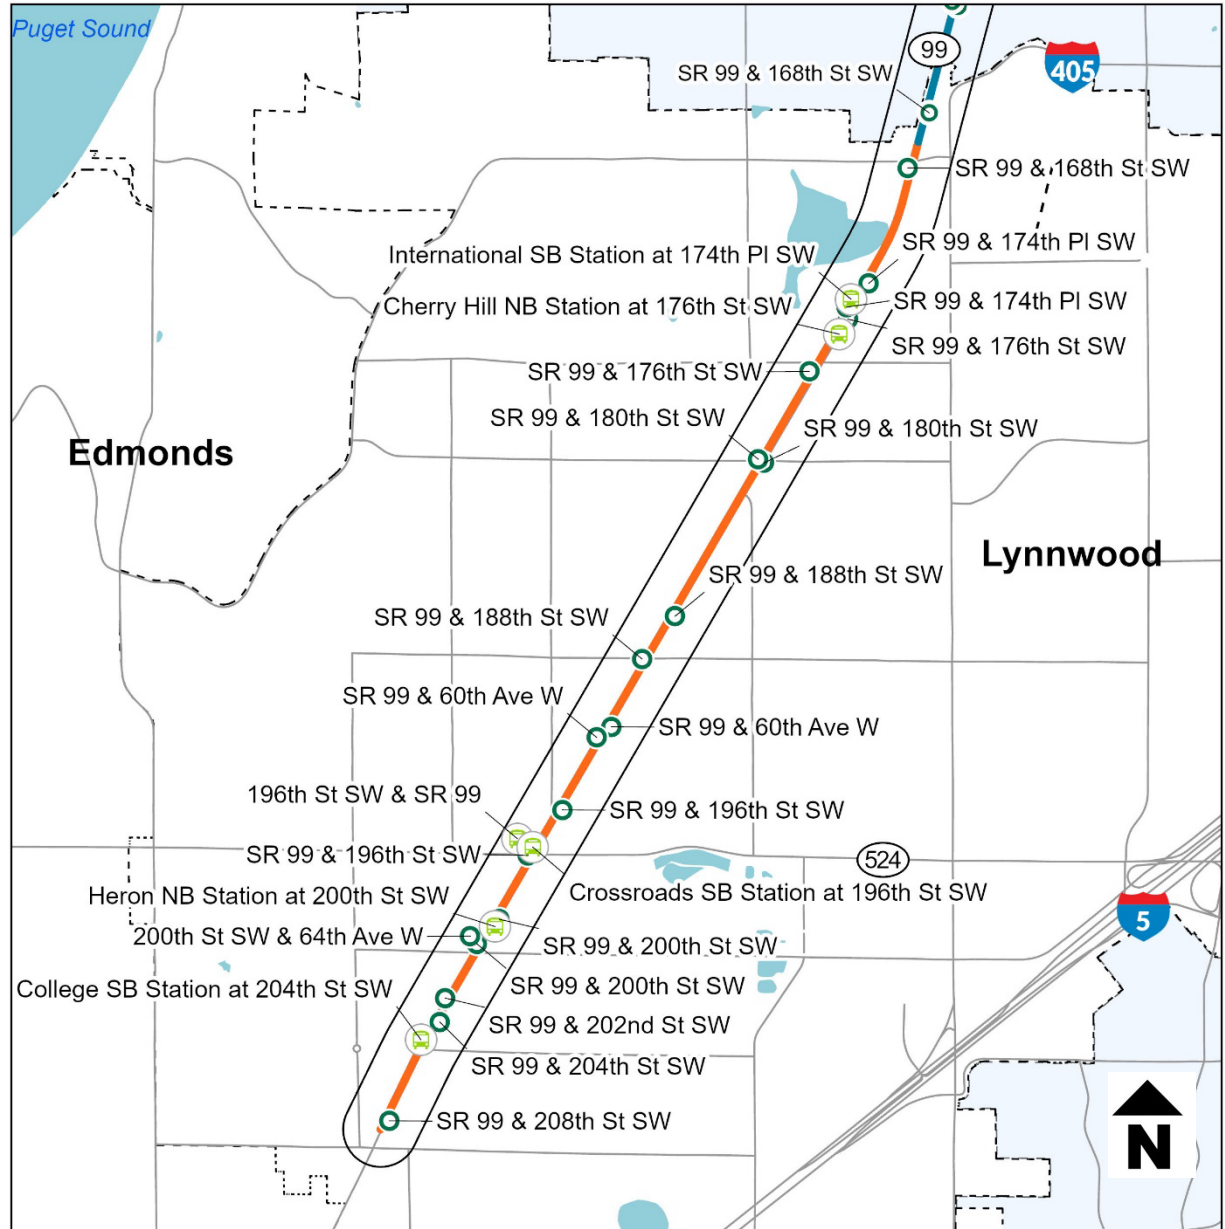 Puget Sound
99
SR 99 & 168th St SW
405
SR 99 & 168th St SW
SR 99 & 174th Pl SW
International SB Station at 174th Pl SW
SR 99 & 174th Pl SW
Cherry Hill NB Station at 176th St SW
SR 99 & 176th St SW
SR 99 & 176th St SW
SR 99 & 180th St SW
SR 99 & 180th St SW
Edmonds
Lynnwood
SR 99 & 188th St SW
SR 99 & 188th St SW
SR 99 & 60th Ave W
SR 99 & 60th Ave W
196th St SW & SR 99
SR 99 & 196th St SW
SR 99 & 196th St SW
524
Heron NB Station at 200th St SW
Crossroads SB Station at 196th St SW
5
200th St SW & 64th Ave W
SR 99 & 200th St SW
College SB Station at 204th St SW
SR 99 & 200th St SW
SR 99 & 202nd St SW
SR 99 & 204th St SW
SR 99 & 208th St SW
N